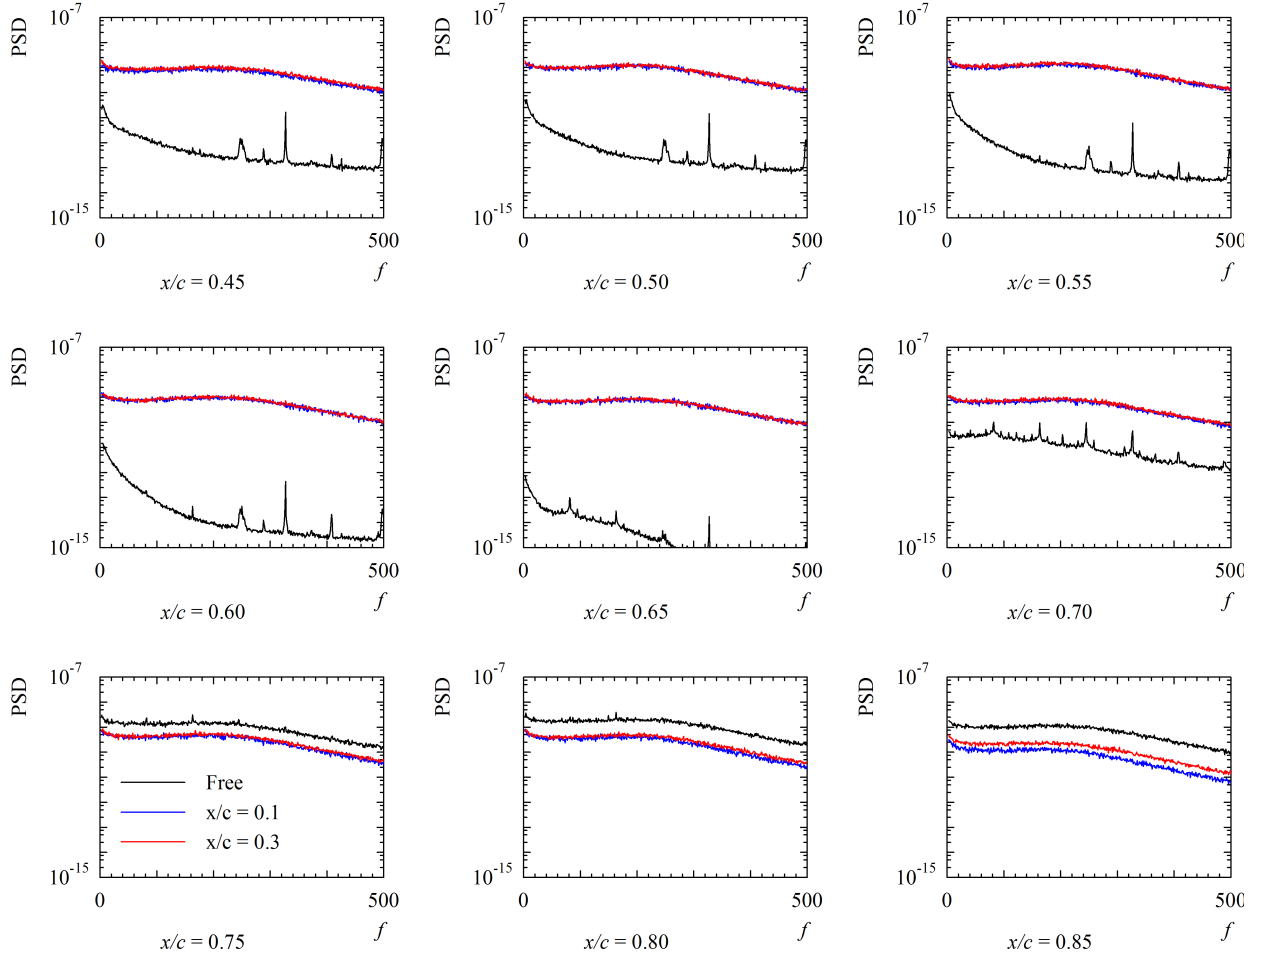 10-7 10-7 10-7
PSD PSD PSD
10-15 10-15 10-15
0 500 0 500 0 500
f f f
x/c = 0.45 x/c = 0.50 x/c = 0.55
10-7 10-7 10-7
PSD PSD PSD
10-15 10-15 10-15
0 500 0 500 0 500
f f f
x/c = 0.60 x/c = 0.65 x/c = 0.70
10-7 10-7 10-7
PSD PSD PSD
Free
x/c = 0.1
x/c = 0.3
10-15 10-15 10-15
0 500 0 500 0 500
f f f
x/c = 0.75 x/c = 0.80 x/c = 0.85